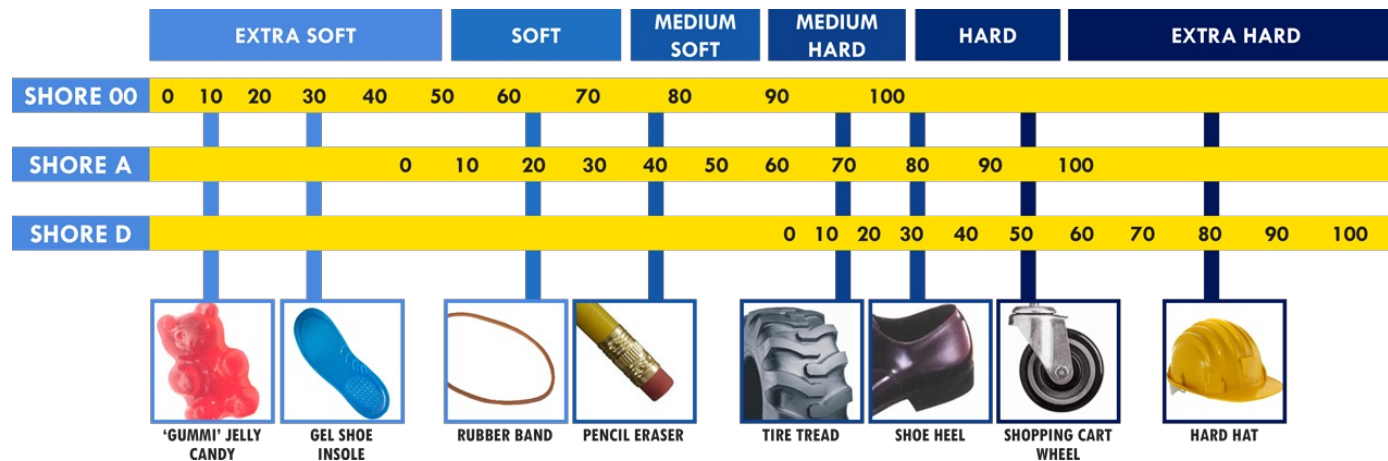 EXTRA SOFT SOFT MEDIUM SOFT MEDIUM HARD HARD EXTRA HARD
SHORE 00 0 10 20 30 40 50 60 70 80 90 100
SHORE A 0 10 20 30 40 50 60 70 80 90 100
SHORE D 0 10 20 30 40 50 60 70 80 90 100
‘GUMMI’ JELLY CANDY
GEL SHOE INSOLE
RUBBER BAND
PENCIL ERASER
TIRE TREAD
SHOE HEEL
SHOPPING CART WHEEL
HARD HAT